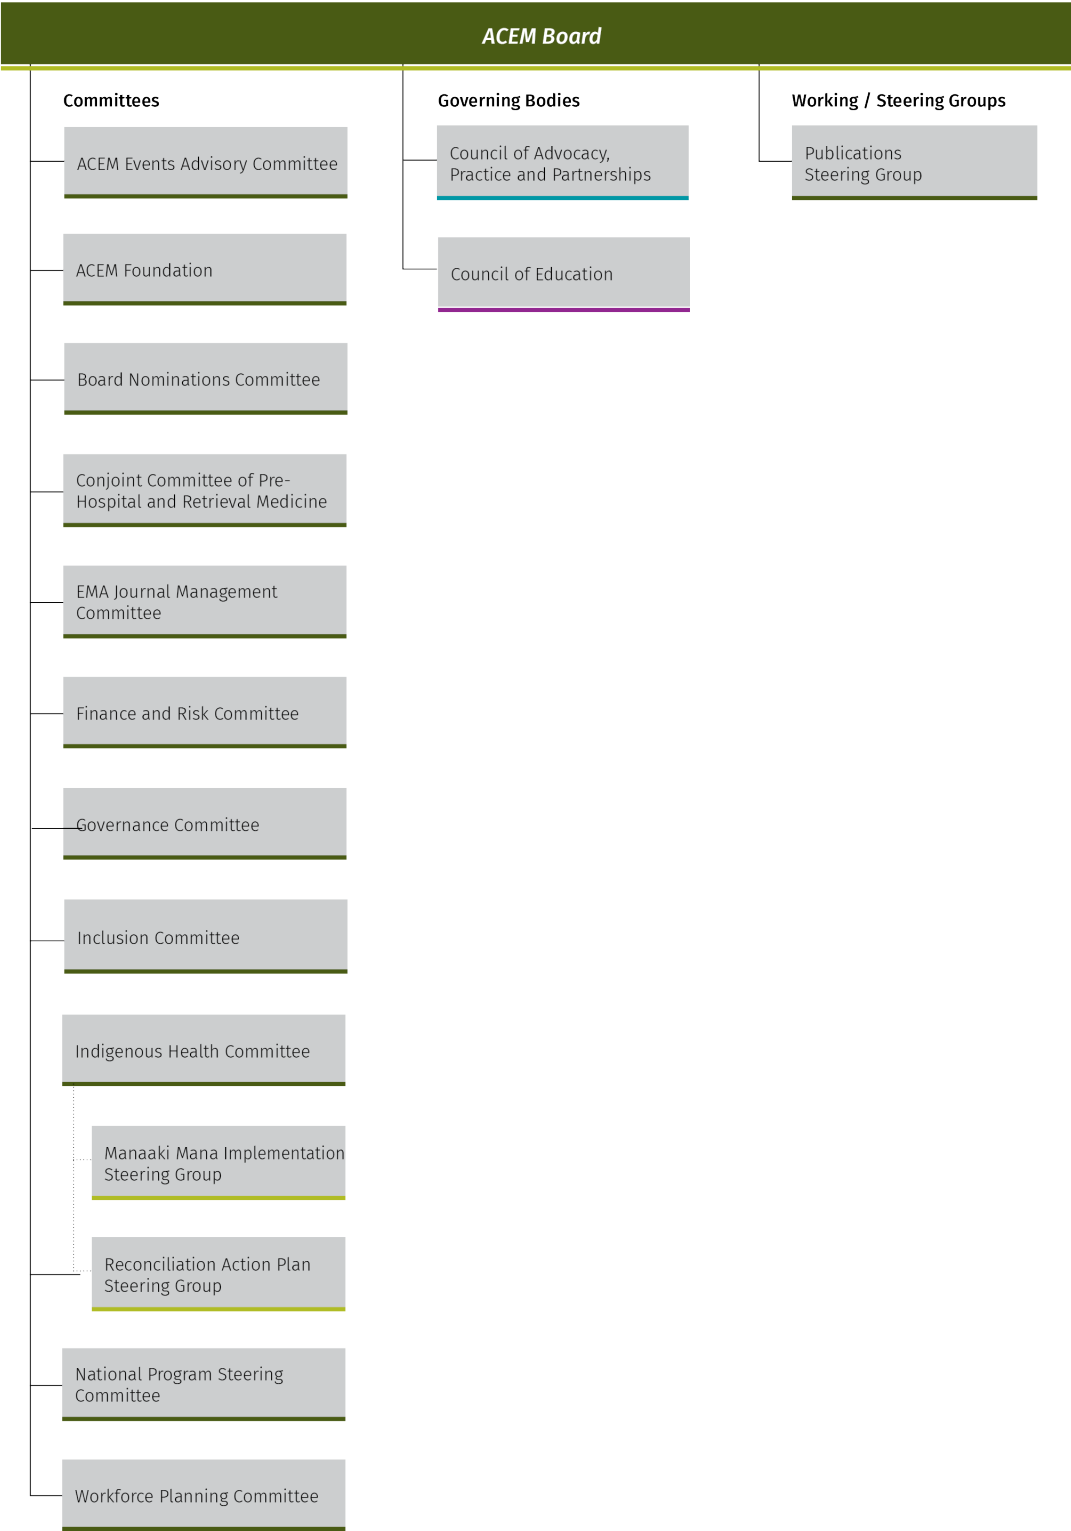 ACEM Board
Committees
ACEM Events Advisory Committee
ACEM Foundation
Board Nominations Committee
Conjoint Committee of Pre-
Hospital and Retrieval Medicine
EMA Journal Management
Committee
Finance and Risk Committee
Governance Committee
Inclusion Committee
Indigenous Health Committee
Manaaki Mana Implementation
Steering Group
Reconciliation Action Plan
Steering Group
National Program Steering
Committee
Workforce Planning Committee
Governing Bodies
Council of Advocacy,
Practice and Partnerships
Council of Education
Working / Steering Groups
Publications
Steering Group